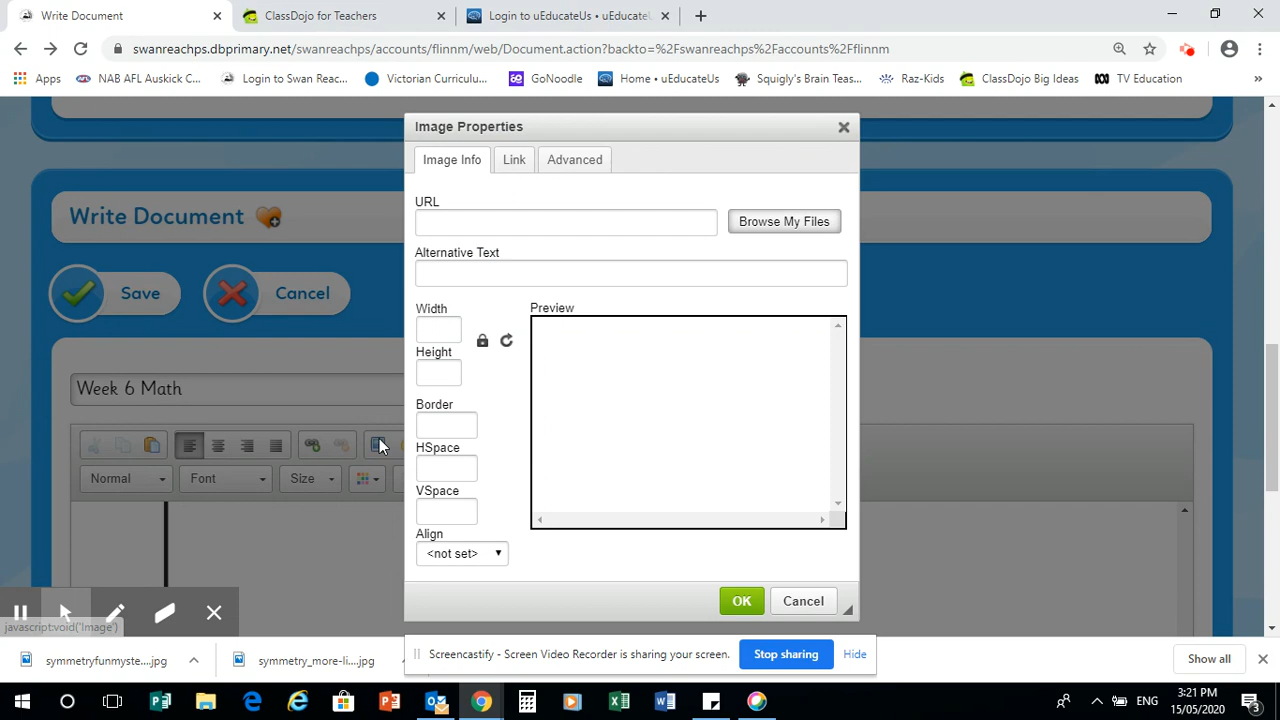 Write Document
ClassDojo for Teachers
Login to uEducateUs • uEducateUs
swanreachps.dbprimary.net/swanreachps/accounts/flinnm/web/Document.action?backto=%2Fswanreachps%2Faccounts%2Fflinnm
Apps
NAB AFL Auskick C...
Login to Swan Reac...
Victorian Curriculu...
GoNoodle
Home • uEducateUs
Squigly's Brain Teas...
Raz-Kids
ClassDojo Big Ideas
TV Education
»
Image Properties
Image Info
Link
Advanced
URL
Browse My Files
Alternative Text
Width
Height
Border
HSpace
VSpace
Align
<not set>
Preview
OK
Cancel
Write Document
Save
Cancel
Week 6 Math
Normal
Font
Size
javascript:void('Image')
Screencastify - Screen Video Recorder is sharing your screen.
Stop sharing
Hide
symmetryfunmyste....jpg
symmetry_more-li....jpg
Show all
ENG
3:21 PM
15/05/2020
3